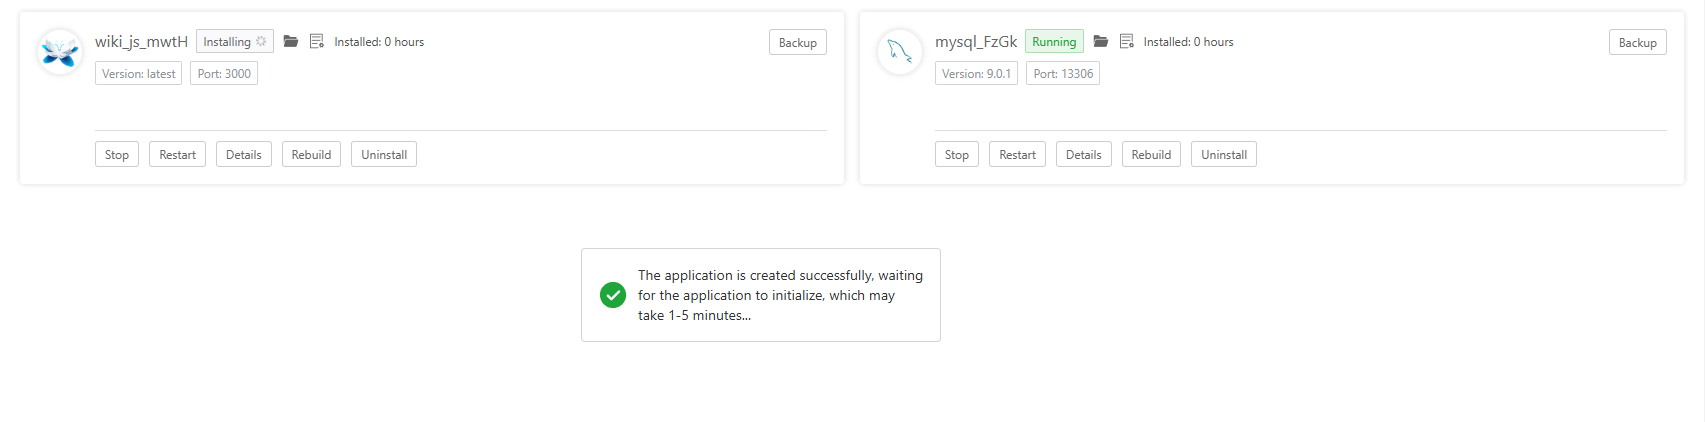 wiki_js_mwtH Installing Installed: 0 hours Backup
Version: latest Port: 3000
Stop Restart Details Rebuild Uninstall
mysql_FzGk Running Installed: 0 hours Backup
Version: 9.0.1 Port: 13306
Stop Restart Details Rebuild Uninstall
The application is created successfully, waiting
for the application to initialize, which may
take 1-5 minutes...